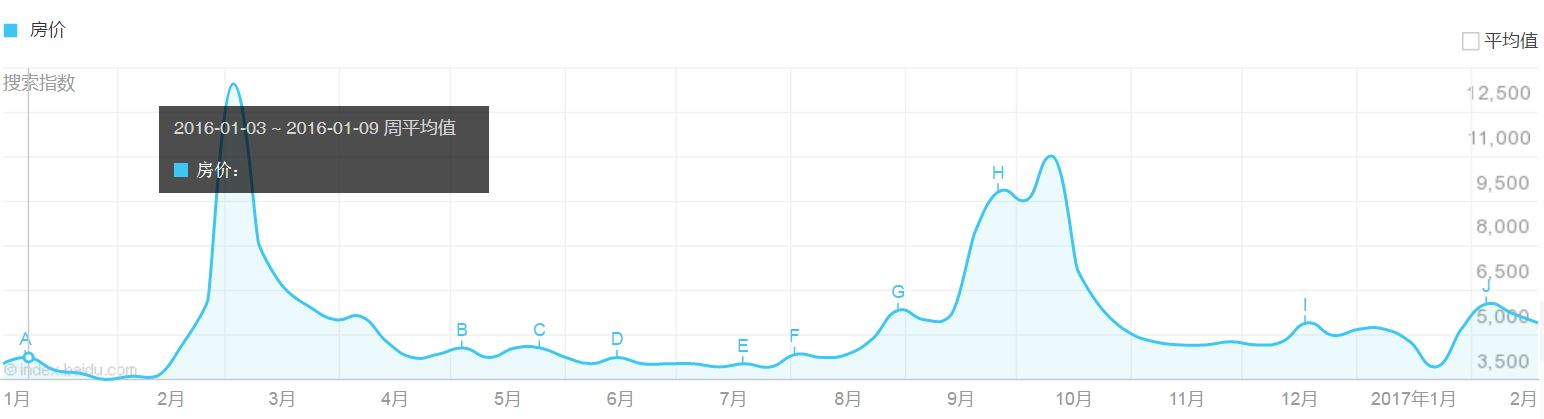 房价
平均值
搜索指数
12,500
2016-01-03 ~ 2016-01-09 周平均值
11,000
房价:
H
9,500
8,000
6,500
G
J
I
5,000
A
B
C
D
E
F
3,500
© index.baidu.com
1月 2月 3月 4月 5月 6月 7月 8月 9月 10月 11月 12月 2017年1月 2月